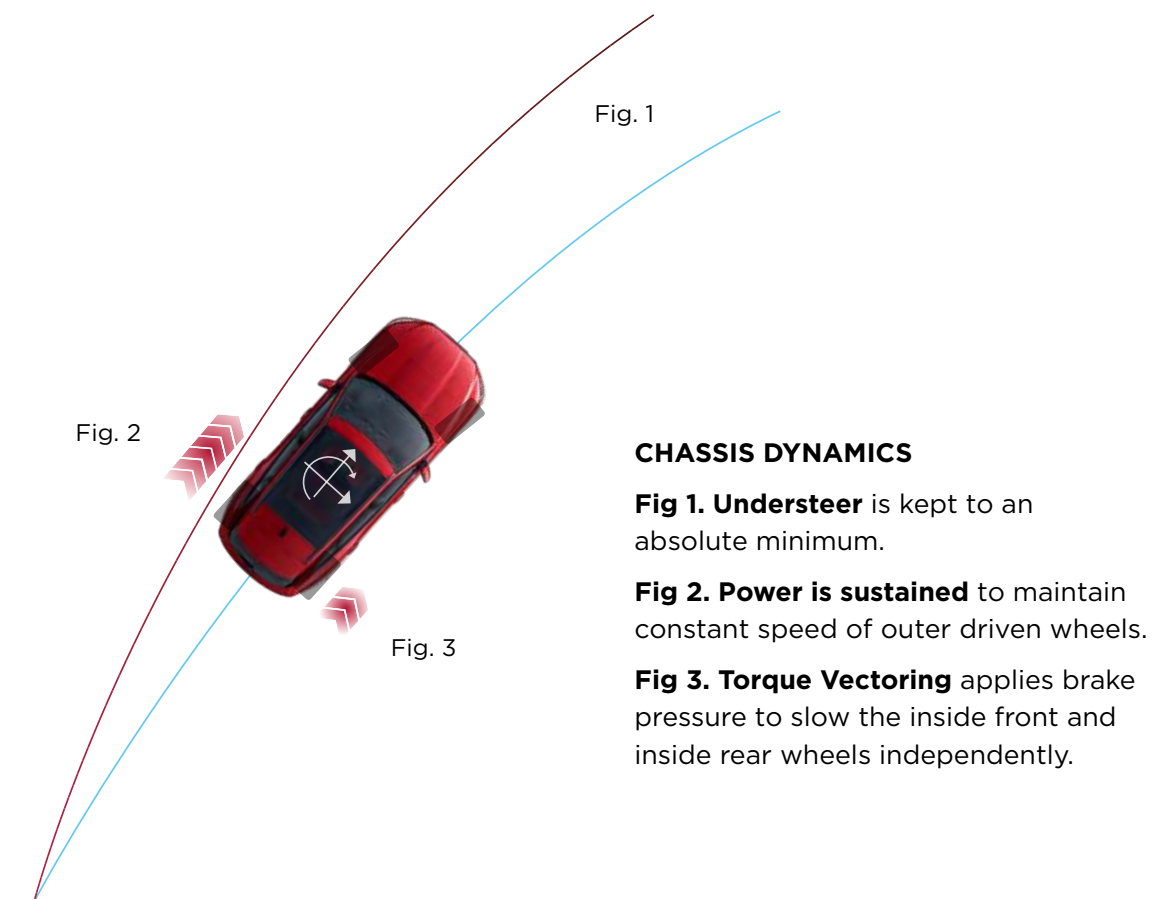 Fig. 1
Fig. 2
Fig. 3
CHASSIS DYNAMICS
Fig 1. Understeer is kept to an
absolute minimum.
Fig 2. Power is sustained to maintain
constant speed of outer driven wheels.
Fig 3. Torque Vectoring applies brake
pressure to slow the inside front and
inside rear wheels independently.